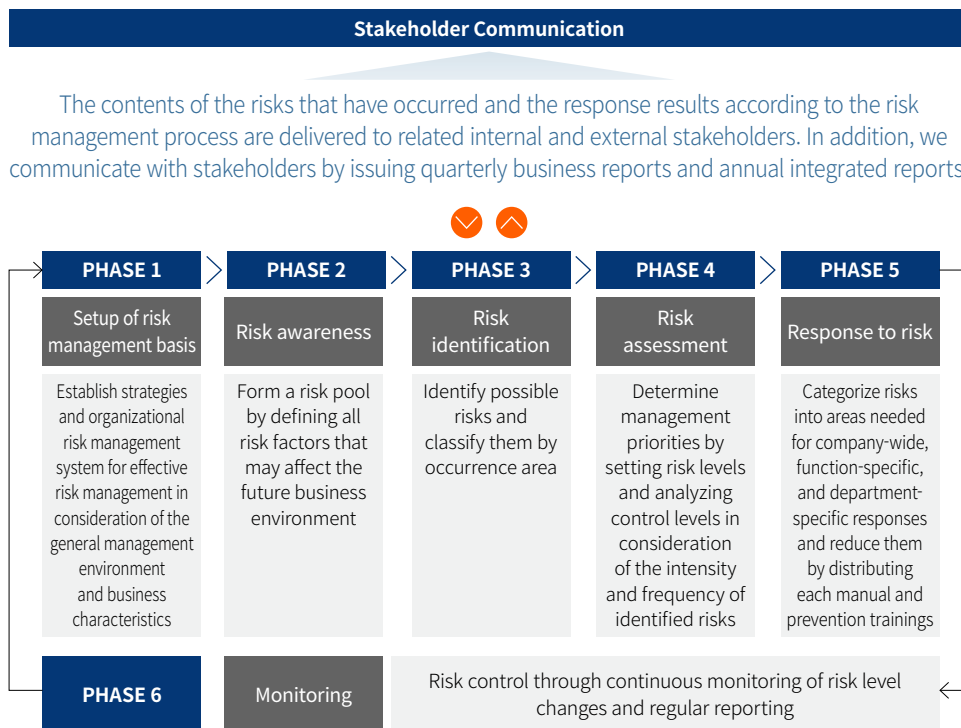 Stakeholder Communication
The contents of the risks that have occurred and the response results according to the risk
management process are delivered to related internal and external stakeholders. In addition, we
communicate with stakeholders by issuing quarterly business reports and annual integrated reports
PHASE 1
Setup of risk
management basis
Establish strategies
and organizational
risk management
system for effective
risk management in
consideration of the
general management
environment
and business
characteristics
PHASE 2
Risk awareness
Form a risk pool
by defining all
risk factors that
may affect the
future business
environment
PHASE 3
Risk
identification
Identify possible
risks and
classify them by
occurrence area
PHASE 4
Risk
assessment
Determine
management
priorities by
setting risk levels
and analyzing
control levels in
consideration
of the intensity
and frequency of
identified risks
PHASE 5
Response to risk
Categorize risks
into areas needed
for company-wide,
function-specific,
and department-
specific responses
and reduce them
by distributing
each manual and
prevention trainings
PHASE 6
Monitoring
Risk control through continuous monitoring of risk level
changes and regular reporting